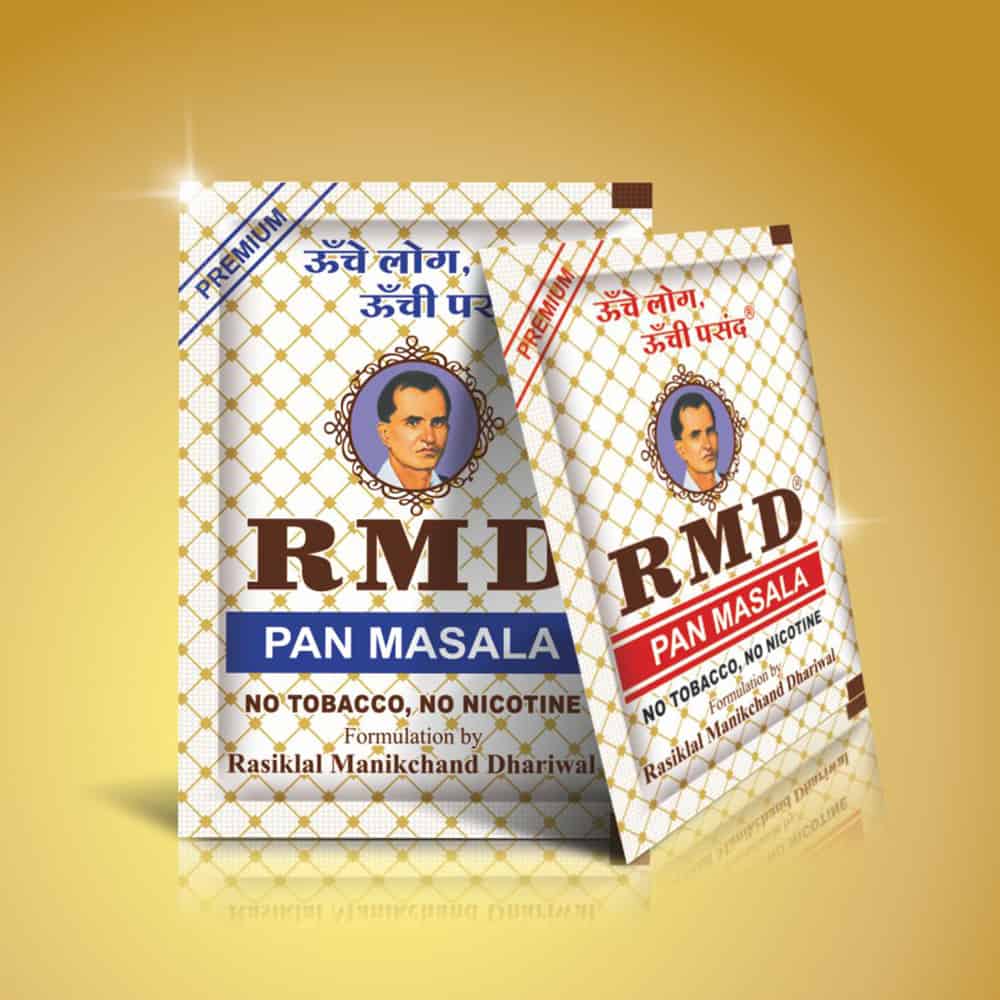 PREMIUM
ऊँचे लोग,
ऊँची पस
RMD
PAN MASALA
NO TOBACCO, NO NICOTINE
Formulation by
Rasiklal Manikchand Dhariwal
PREMIUM
ऊँचे लोग,
ऊँची पसंद®
RMD®
PAN MASALA
NO TOBACCO, NO NICOTINE
Formulation by
Rasiklal Manikchand Dhariwal